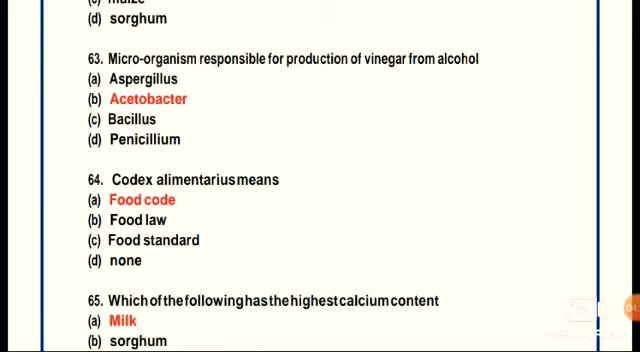 (d) sorghum
63. Micro-organism responsible for production of vinegar from alcohol
(a) Aspergillus
(b) Acetobacter
(c) Bacillus
(d) Penicillium
64. Codex alimentarius means
(a) Food code
(b) Food law
(c) Food standard
(d) none
65. Which of the following has the highest calcium content
(a) Milk
(b) sorghum